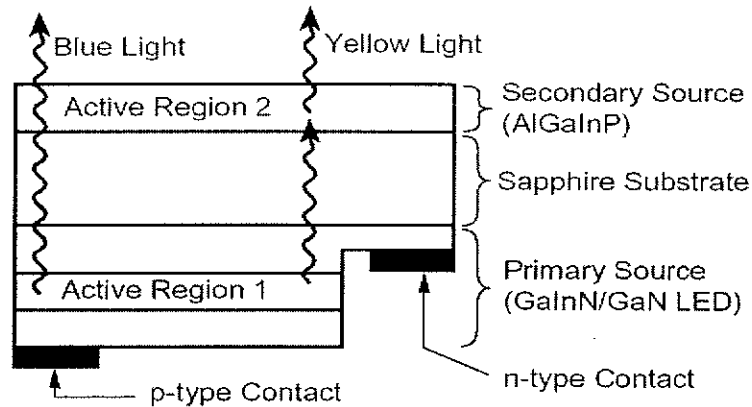 Blue Light
Yellow Light
Active Region 2
Secondary Source
(AlGaInP)
Sapphire Substrate
Active Region 1
Primary Source
(GaInN/GaN LED)
p-type Contact
n-type Contact